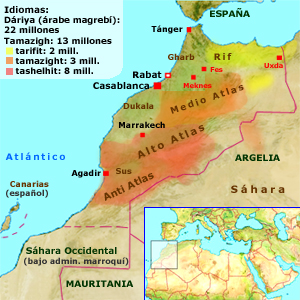 Idiomas:
Dáriya (árabe magrebí):
22 millones
Tamazigh: 13 millones
= tarifit: 2 mill.
= tamazight: 3 mill.
= tashelhit: 8 mill.
ESPAÑA
Tánger
Gharb
Rif
Rabat
Fes
Uxda
Casablanca
Meknes
Dukala
Medio Atlas
Marrakech
Alto Atlas
Atlántico
ARGELIA
Agadir
Sus
Canarias
(español)
Anti Atlas
Sáhara
Sáhara Occidental
(bajo admin. marroquí)
MAURITANIA